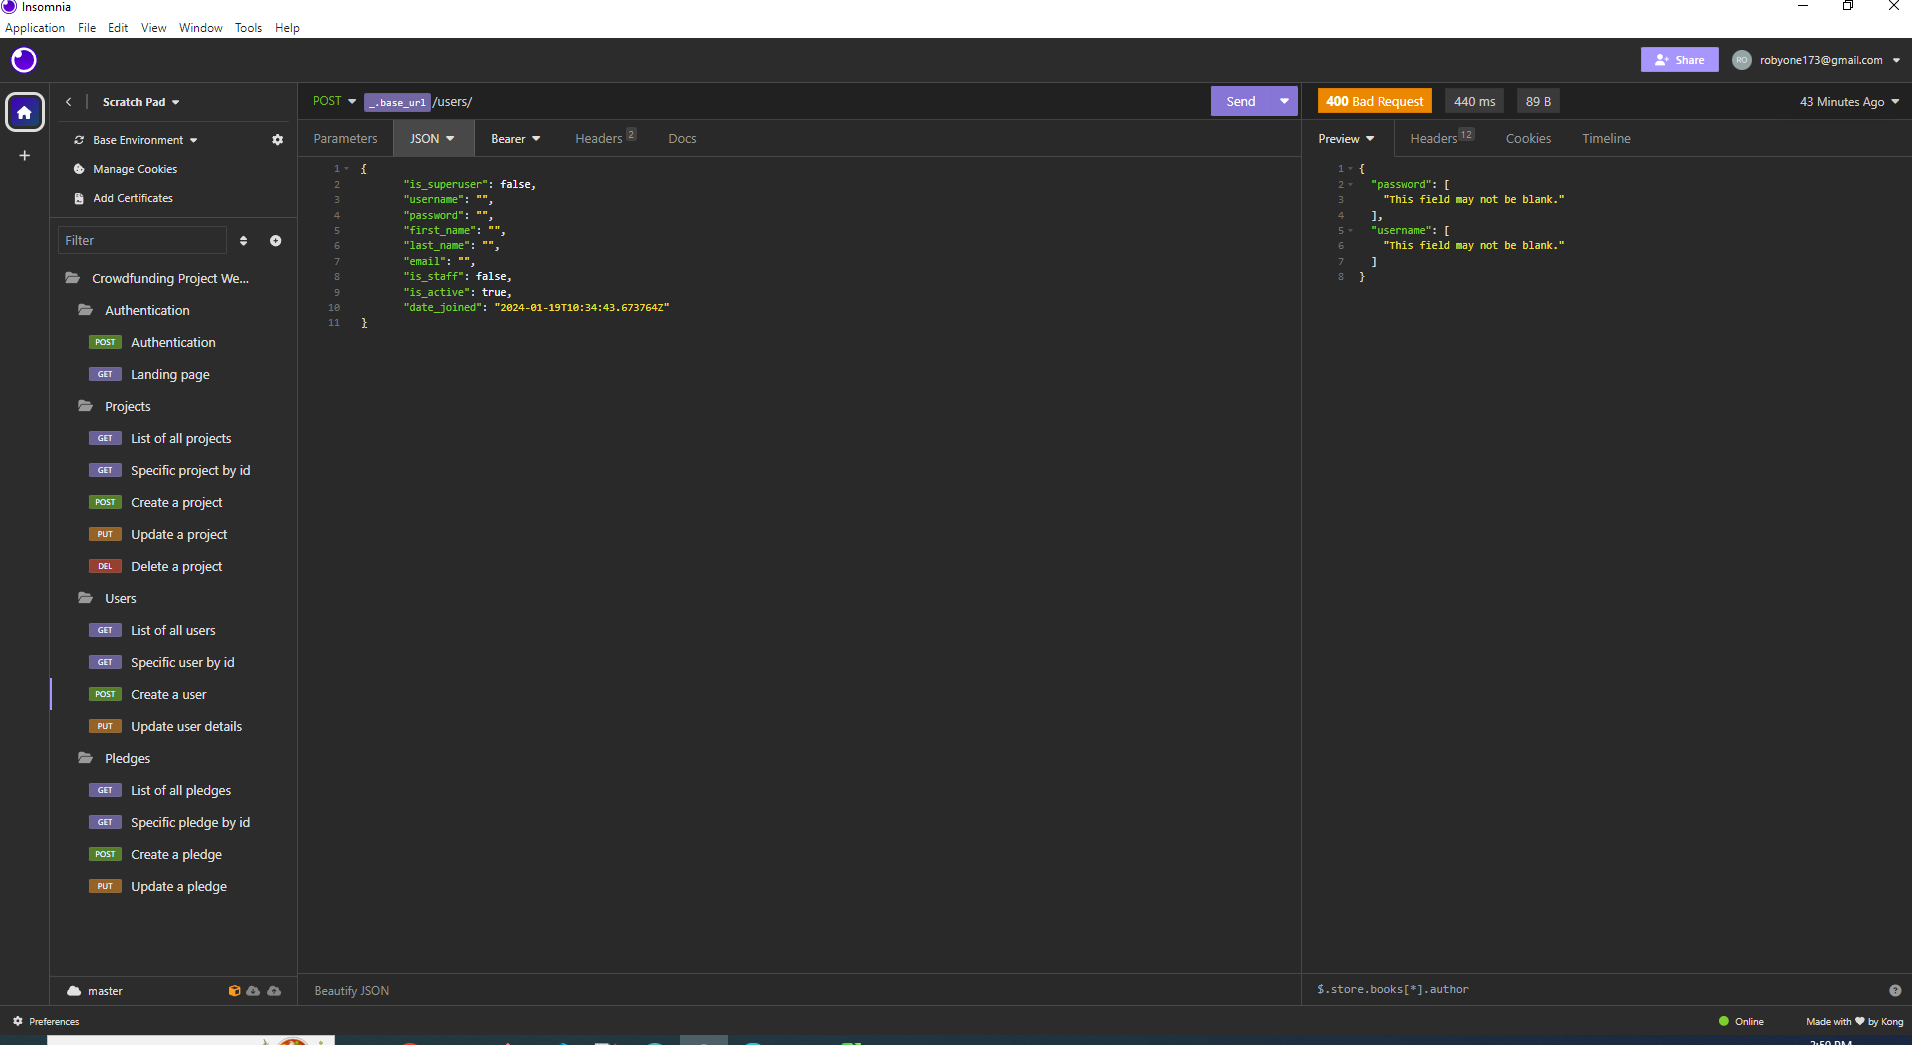 Insomnia
Application File Edit View Window Tools Help
Share RO robyone173@gmail.com
Scratch Pad
Base Environment
Manage Cookies
Add Certificates
Filter
Crowdfunding Project We...
Authentication
POST Authentication
GET Landing page
Projects
GET List of all projects
GET Specific project by id
POST Create a project
PUT Update a project
DEL Delete a project
Users
GET List of all users
GET Specific user by id
POST Create a user
PUT Update user details
Pledges
GET List of all pledges
GET Specific pledge by id
POST Create a pledge
PUT Update a pledge
master
POST _.base_url /users/ Send
Parameters JSON Bearer Headers 2 Docs
1 {
2 "is_superuser": false,
3 "username": "",
4 "password": "",
5 "first_name": "",
6 "last_name": "",
7 "email": "",
8 "is_staff": false,
9 "is_active": true,
10 "date_joined": "2024-01-19T10:34:43.673764Z"
11 }
Beautify JSON
400 Bad Request 440 ms 89 B 43 Minutes Ago
Preview Headers 12 Cookies Timeline
1 {
2 "password": [
3 "This field may not be blank."
4 ],
5 "username": [
6 "This field may not be blank."
7 ]
8 }
$.store.books[*].author
Preferences
Online Made with ❤ by Kong